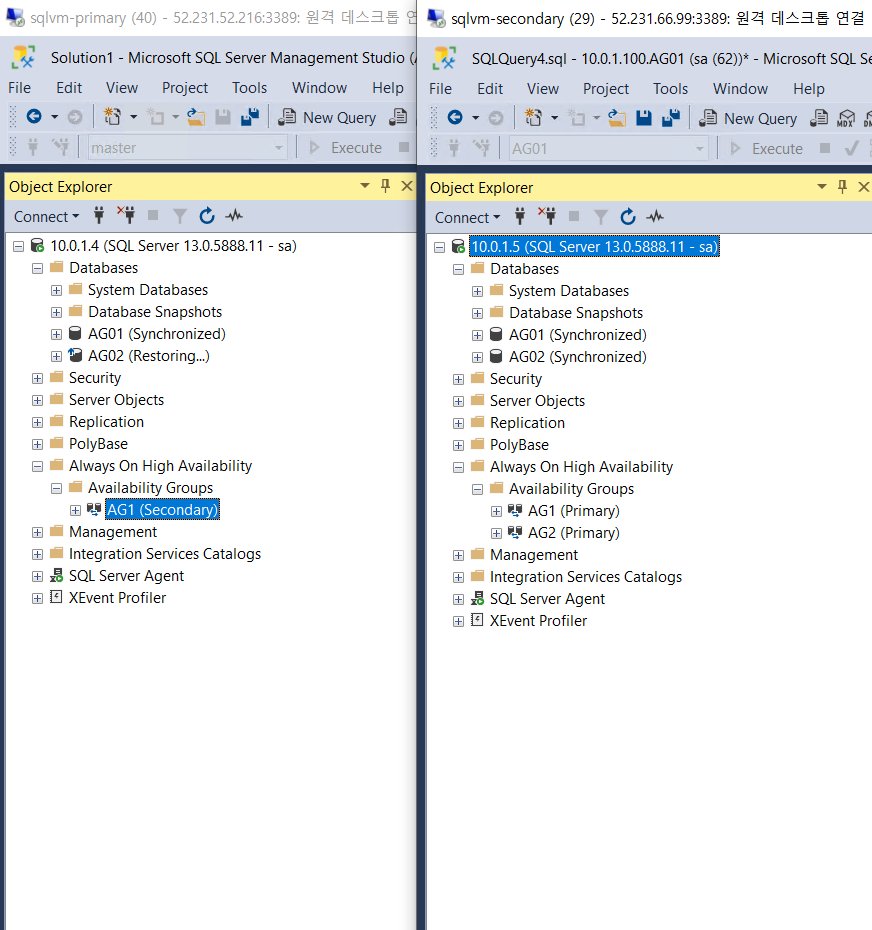 sqlvm-primary (40) - 52.231.52.216:3389: 원격 데스크톱
Solution1 - Microsoft SQL Server Management Studio
File Edit View Project Tools Window Help
New Query
master Execute
Object Explorer
Connect
10.0.1.4 (SQL Server 13.0.5888.11 - sa)
Databases
System Databases
Database Snapshots
AG01 (Synchronized)
AG02 (Restoring...)
Security
Server Objects
Replication
PolyBase
Always On High Availability
Availability Groups
AG1 (Secondary)
Management
Integration Services Catalogs
SQL Server Agent
XEvent Profiler
sqlvm-secondary (29) - 52.231.66.99:3389: 원격 데스크톱 연결
SQLQuery4.sql - 10.0.1.100.AG01 (sa (62))* - Microsoft SQL Se
File Edit View Project Tools Window Help
New Query MDX
AG01 Execute
Object Explorer
Connect
10.0.1.5 (SQL Server 13.0.5888.11 - sa)
Databases
System Databases
Database Snapshots
AG01 (Synchronized)
AG02 (Synchronized)
Security
Server Objects
Replication
PolyBase
Always On High Availability
Availability Groups
AG1 (Primary)
AG2 (Primary)
Management
Integration Services Catalogs
SQL Server Agent
XEvent Profiler